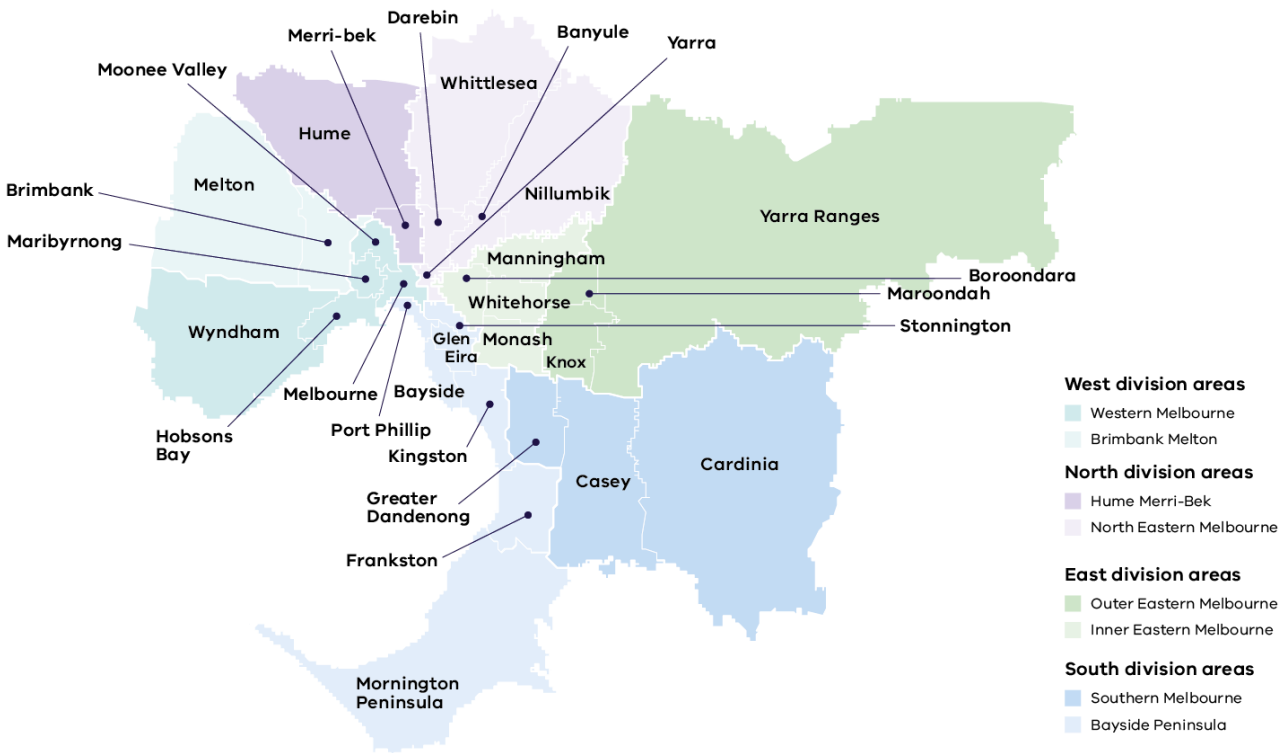 Darebin
Merri-bek
Banyule
Yarra
Moonee Valley
Whittlesea
Hume
Melton
Brimbank
Nillumbik
Yarra Ranges
Maribyrnong
Manningham
Boroondara
Maroondah
Whitehorse
Stonnington
Wyndham
Glen
Eira
Monash
Knox
Melbourne
Bayside
Port Phillip
Hobsons
Bay
Kingston
Cardinia
Casey
Greater
Dandenong
Frankston
Mornington
Peninsula
West division areas
Western Melbourne
Brimbank Melton
North division areas
Hume Merri-Bek
North Eastern Melbourne
East division areas
Outer Eastern Melbourne
Inner Eastern Melbourne
South division areas
Southern Melbourne
Bayside Peninsula